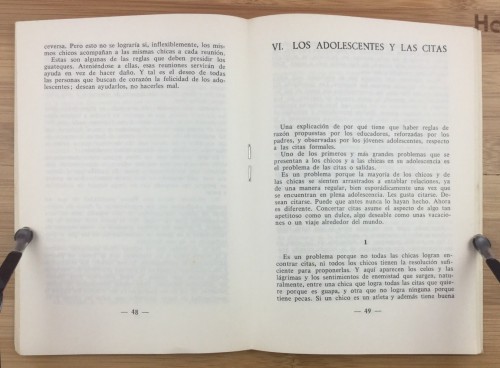 ceversa. Pero esto no se lograría si, inflexiblemente, los mis-
mos chicos acompañan a las mismas chicas a cada reunión.
Estas son algunas de las reglas que deben presidir los
guateques. Ateniéndose a ellas, esas reuniones servirán de
ayuda en vez de hacer daño. Y tal es el deseo de todas
las personas que buscan de corazón la felicidad de los ado-
lescentes; desean ayudarlos, no hacerles mal.
— 48 —
Hc
VI. LOS ADOLESCENTES Y LAS CITAS
Una explicación de por qué tiene que haber reglas de
razón propuestas por los educadores, reforzadas por los
padres, y observadas por los jóvenes adolescentes, respecto
a las citas formales.
Uno de los primeros y más grandes problemas que se
presentan a los chicos y a las chicas en su adolescencia es
el problema de las citas o salidas.
Es un problema porque la mayoría de los chicos y de
las chicas se sienten arrastrados a entablar relaciones, ya
de una manera regular, bien esporádicamente una vez que
se encuentran en plena adolescencia. Les gusta citarse. De-
sean citarse. Puede que antes nunca lo hayan hecho. Ahora
es diferente. Concertar citas asume el aspecto de algo tan
apetitoso como un dulce, algo deseable como unas vacacio-
nes o un viaje alrededor del mundo.
1
Es un problema porque no todas las chicas logran en-
contrar citas, ni todos los chicos tienen la resolución sufi-
ciente para proponerlas. Y aquí aparecen los celos y las
lágrimas y los sentimientos de enemistad que surgen, natu-
ralmente, entre una chica que logra todas las citas que quie-
re porque es guapa, y otra que no logra ninguna porque
tiene pecas. Si un chico es un atleta y además tiene buena
— 49 —